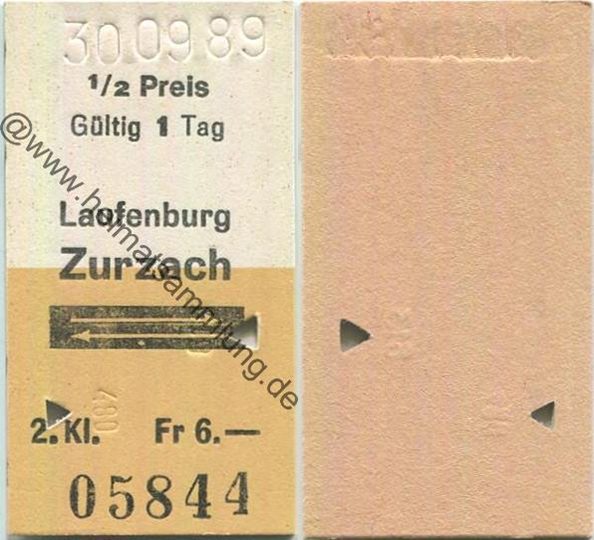 30.09 89
1/2 Preis
Gültig 1 Tag
Laufenburg
Zurzach
2. Kl. Fr 6.—
05844
@www.heimatsammlung.de